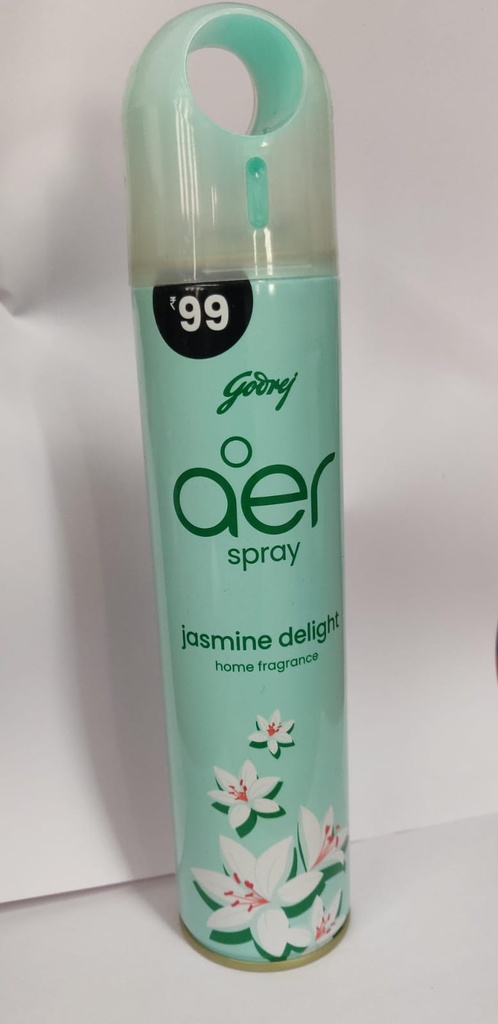 ₹99
Godrej
aer
spray
jasmine delight
home fragrance